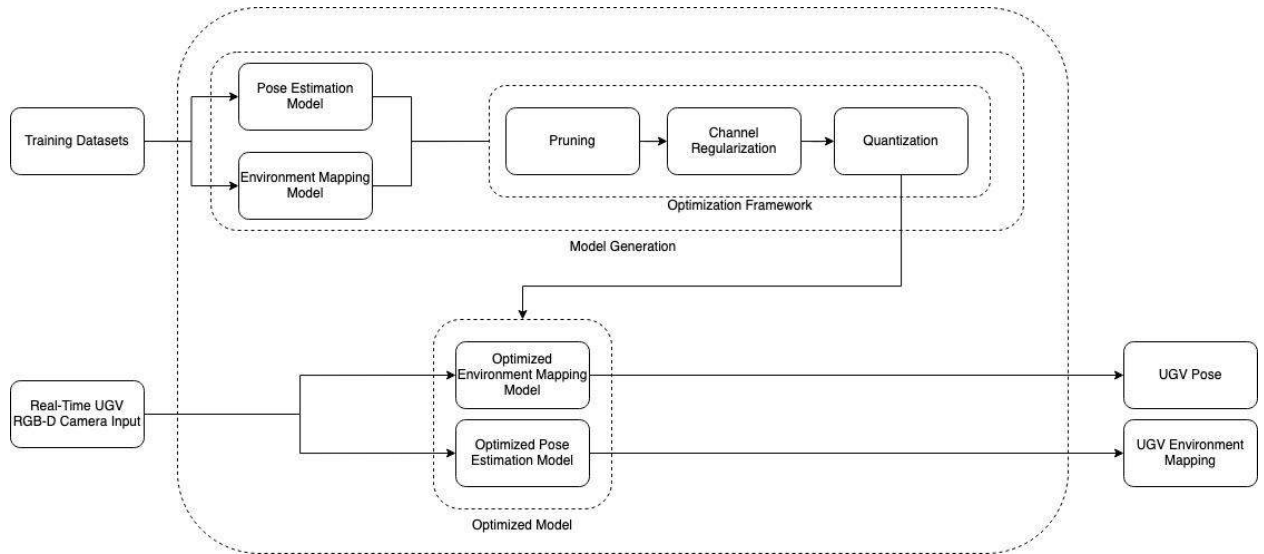 Pose Estimation
Model
Training Datasets
Environment Mapping
Model
Pruning
Channel
Regularization
Quantization
Optimization Framework
Model Generation
Real-Time UGV
RGB-D Camera Input
Optimized
Environment Mapping
Model
Optimized Pose
Estimation Model
Optimized Model
UGV Pose
UGV Environment
Mapping